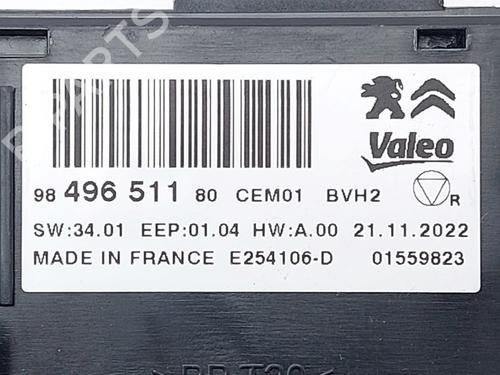 Valeo
98 496 511 80 CEM01 BVH2
R
SW:34.01 EEP:01.04 HW:A.00 21.11.2022
MADE IN FRANCE E254106-D 01559823